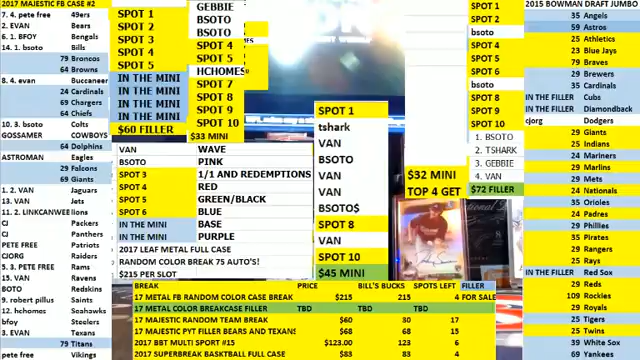 2017 MAJESTIC FB CASE #2
7. 4. pete free 49ers
2. EVAN Bears
6. 1. BFOY Bengals
14. 1. bsoto Bills
79 Broncos
64 Browns
8. 4. evan Buccaneer
24 Cardinals
69 Chargers
64 Chiefs
10. 3. bsoto Colts
GOSSAMER COWBOYS
64 Dolphins
ASTROMAN Eagles
29 Falcons
69 Giants
1. 2. VAN Jaguars
13. VAN Jets
11. 2. LINKCANWE lions
CJ Packers
CJ Panthers
PETE FREE Patriots
CJORG Raiders
5. 3. PETE FREE Rams
15. VAN Ravens
BOTO Redskins
9. robert pillus Saints
12. hchomes Seahawks
bfoy Steelers
3. EVAN Texans
79 Titans
pete free Vikings
SPOT 1
SPOT 2
SPOT 3
SPOT 4
SPOT 5
IN THE MINI
IN THE MINI
IN THE MINI
IN THE MINI
$60 FILLER
GEBBIE
BSOTO
BSOTO
SPOT 4
SPOT 5
HCHOMES
SPOT 7
SPOT 8
SPOT 9
SPOT 10
$33 MINI
VAN WAVE
BSOTO PINK
SPOT 3 1/1 AND REDEMPTIONS
SPOT 4 RED
SPOT 5 GREEN/BLACK
SPOT 6 BLUE
IN THE MINI BASE
IN THE MINI PURPLE
2017 LEAF METAL FULL CASE
RANDOM COLOR BREAK 75 AUTO'S!
$215 PER SLOT
SPOT 1
tshark
VAN
BSOTO
VAN
VAN
BSOTO$
SPOT 8
VAN
SPOT 10
$45 MINI
$32 MINI
TOP 4 GET
SPOT 1
SPOT 2
bsoto
SPOT 4
SPOT 5
SPOT 6
bsoto
SPOT 8
SPOT 9
SPOT 10
1. BSOTO
2. TSHARK
3. GEBBIE
4. VAN
$72 FILLER
2015 BOWMAN DRAFT JUMBO
35 Angels
59 Astros
25 Athletics
23 Blue Jays
79 Braves
29 Brewers
35 Cardinals
IN THE FILLER Cubs
IN THE FILLER Diamondback
cjorg Dodgers
29 Giants
25 Indians
24 Mariners
29 Marlins
29 Mets
24 Nationals
35 Orioles
24 Padres
29 Phillies
35 Pirates
29 Rangers
25 Rays
IN THE FILLER Red Sox
29 Reds
109 Rockies
29 Royals
25 Tigers
25 Twins
39 White Sox
69 Yankees
BREAK PRICE BILL'S BUCKS SPOTS LEFT FILLER
17 METAL FB RANDOM COLOR CASE BREAK $215 215 4 FOR SALE
17 METAL COLOR BREAKCASE FILLER TBD TBD
17 MAJESTIC RANDOM TEAM BREAK $60 30 17
17 MAJESTIC PYT FILLER BEARS AND TEXANS $68 68 15
2017 BBT MULTI SPORT #15 $123.00 123 6
2017 SUPERBREAK BASKTBALL FULL CASE $83 83 4